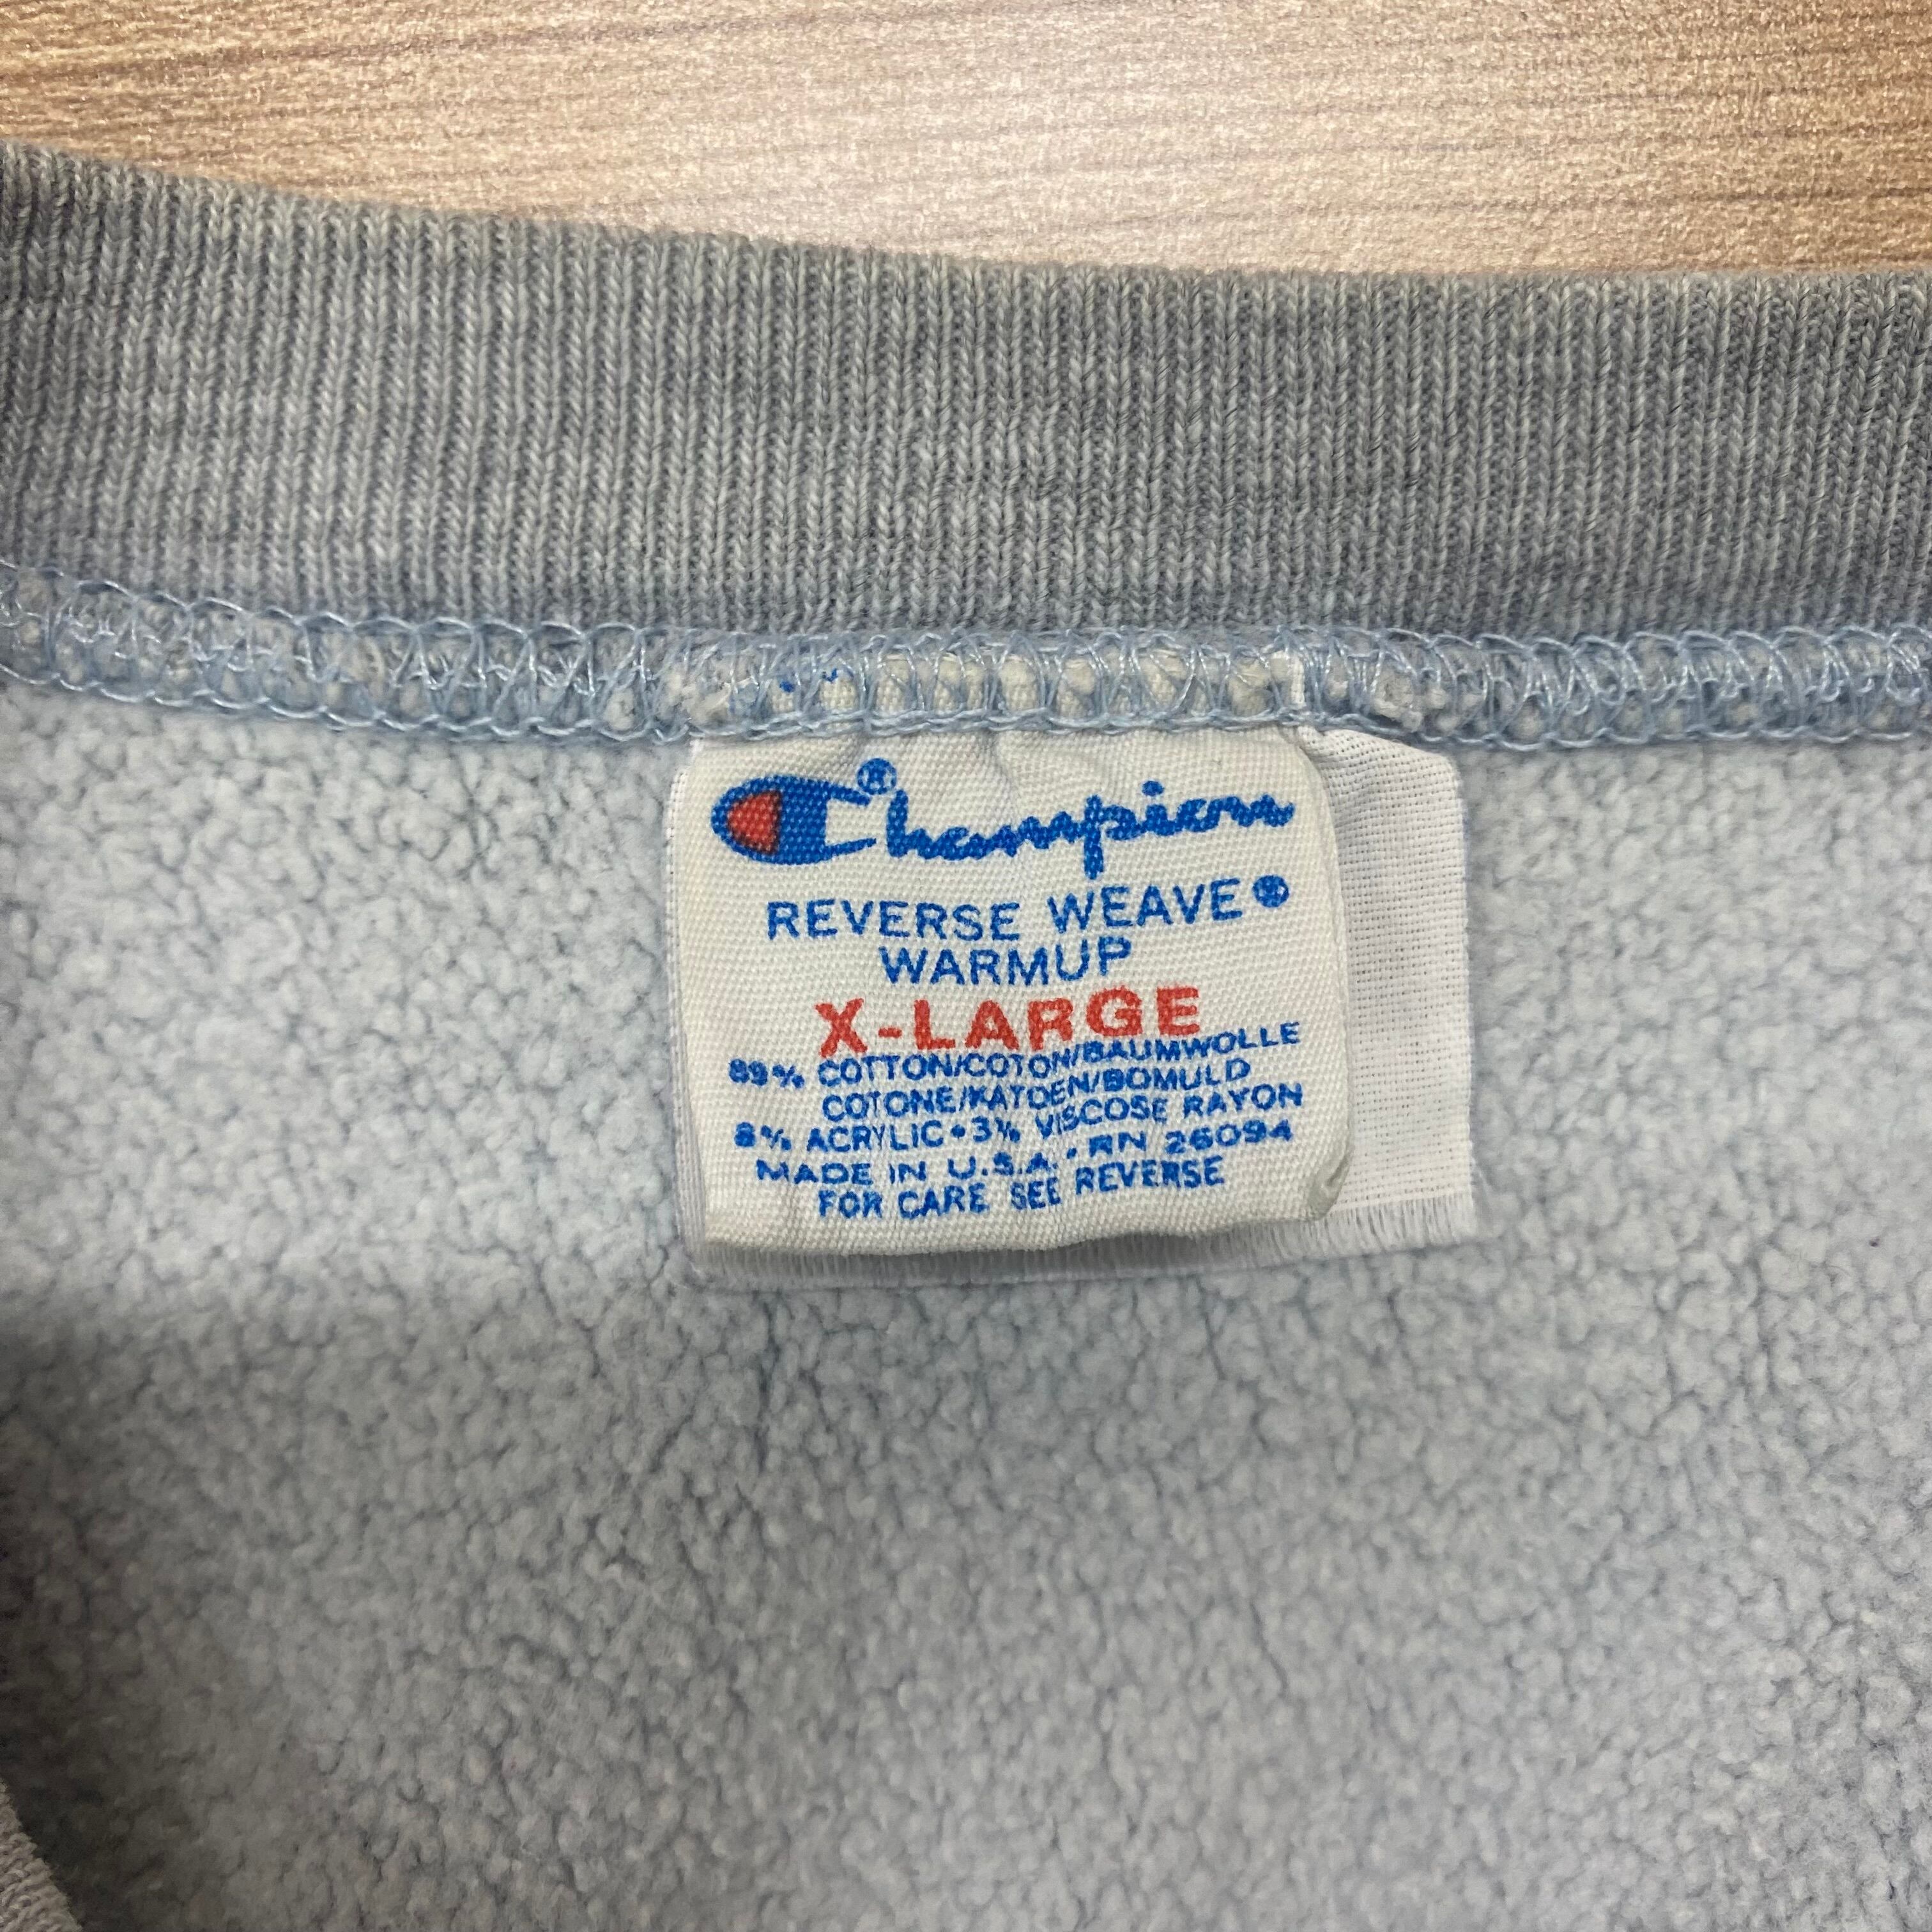 Champion®
REVERSE WEAVE®
WARMUP
X-LARGE
89% COTTON/COTON/BAUMWOLLE
COTONE/KATOEN/BOMULD
8% ACRYLIC • 3% VISCOSE RAYON
MADE IN U.S.A. • RN 26094
FOR CARE SEE REVERSE